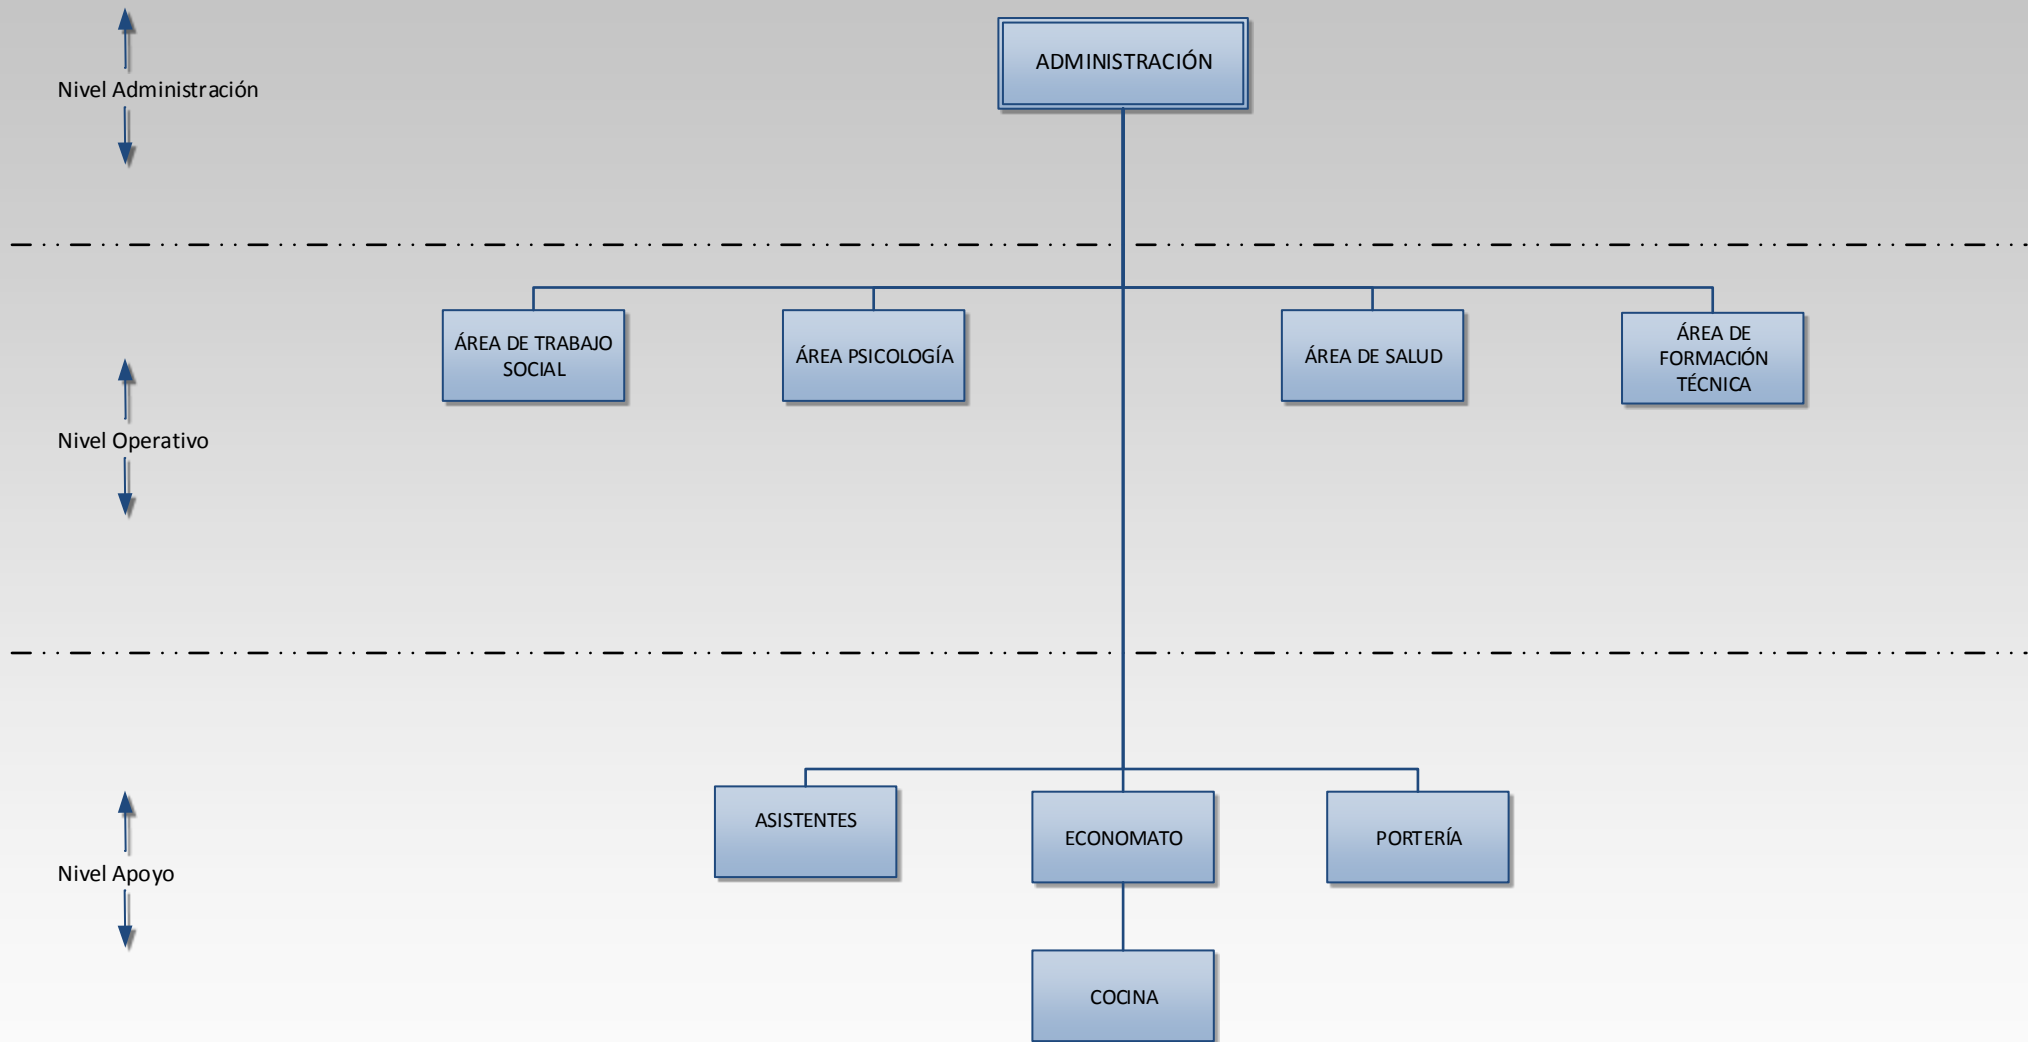 ADMINISTRACIÓN
Nivel Administración
ÁREA DE TRABAJO
SOCIAL
ÁREA PSICOLOGÍA
ÁREA DE SALUD
ÁREA DE
FORMACIÓN
TÉCNICA
Nivel Operativo
ASISTENTES
ECONOMATO
PORTERÍA
Nivel Apoyo
COCINA